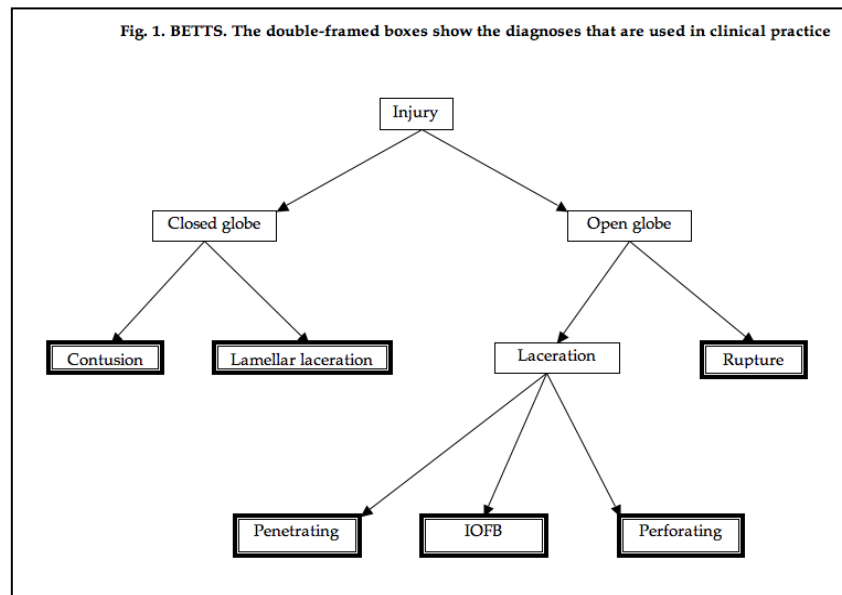 Fig. 1. BETTS. The double-framed boxes show the diagnoses that are used in clinical practice
Injury
Closed globe
Open globe
Contusion
Lamellar laceration
Laceration
Rupture
Penetrating
IOFB
Perforating